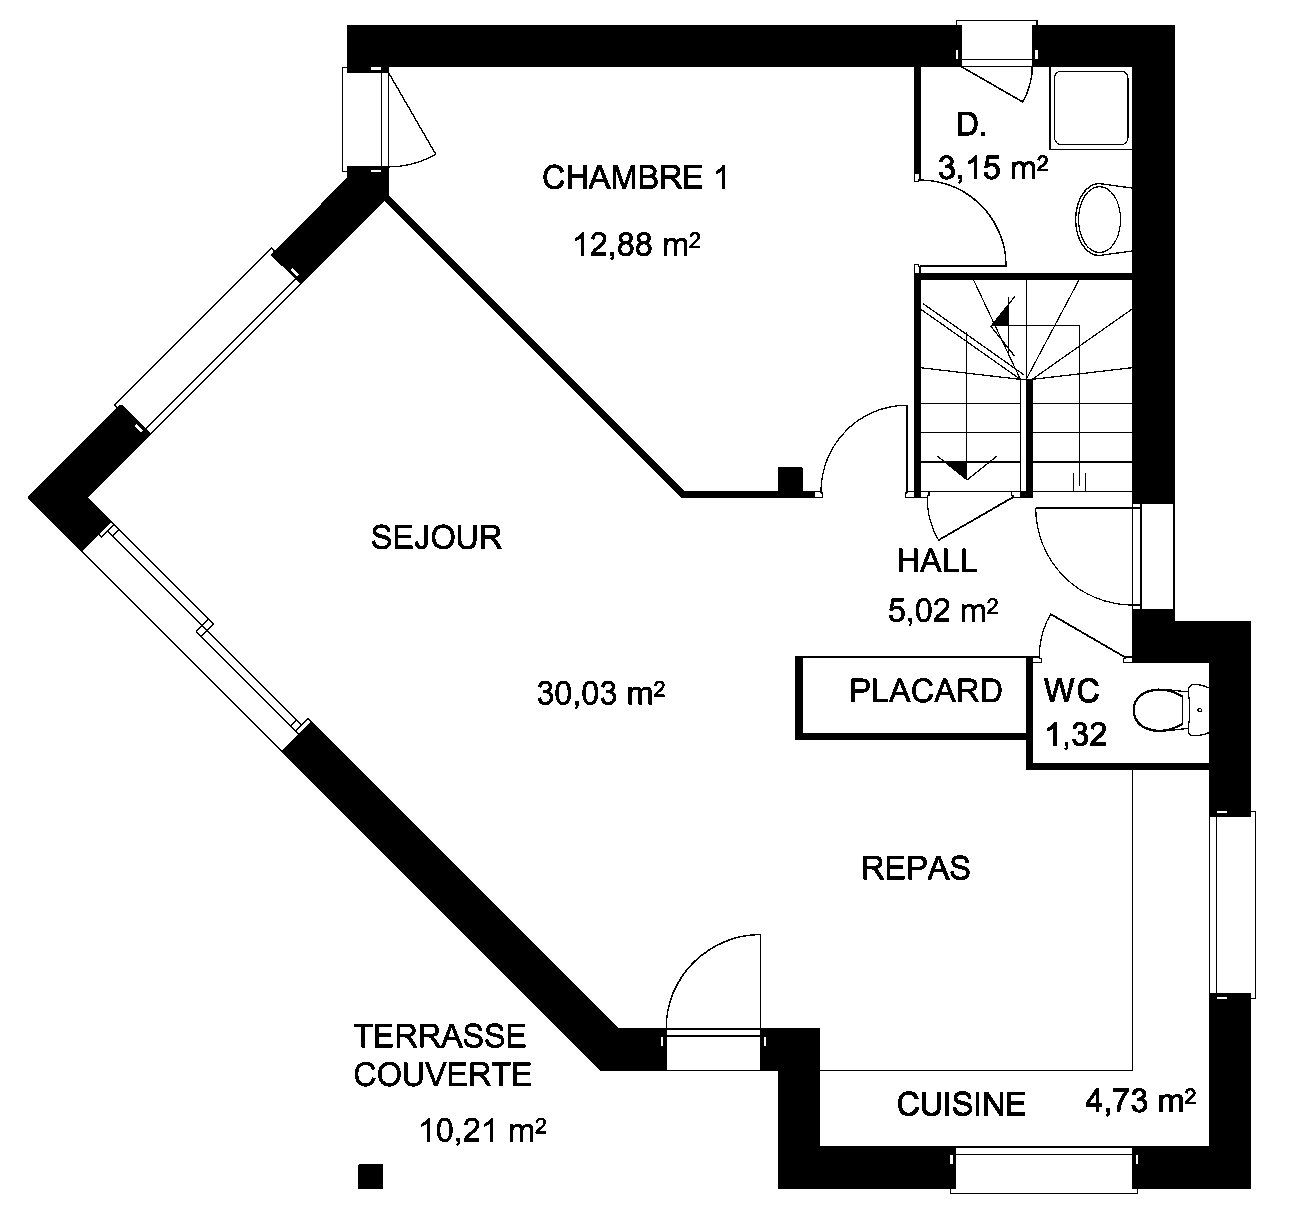 D.
3,15 m²
CHAMBRE 1
12,88 m²
SEJOUR
30,03 m²
HALL
5,02 m²
PLACARD
WC
1,32
REPAS
TERRASSE
COUVERTE
10,21 m²
CUISINE
4,73 m²